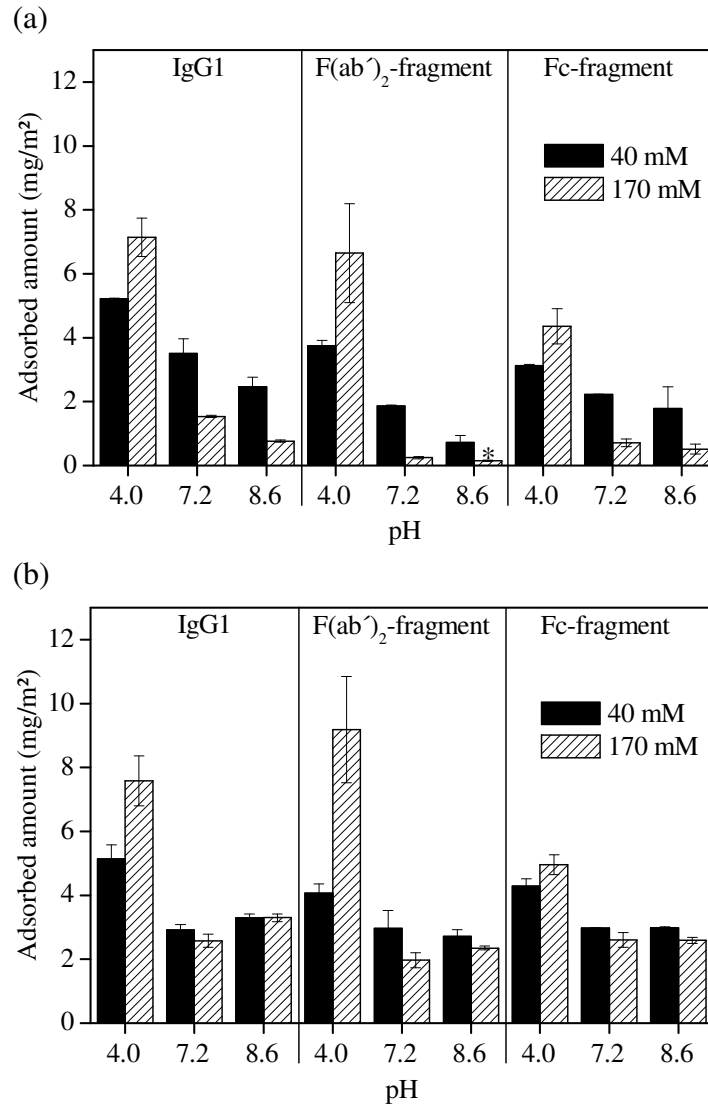 (a)
IgG1 F(ab´)₂-fragment Fc-fragment
12
10
8
6
4
2
0
Adsorbed amount (mg/m²)
40 mM
170 mM
*
4.0 7.2 8.6 4.0 7.2 8.6 4.0 7.2 8.6
pH
(b)
IgG1 F(ab´)₂-fragment Fc-fragment
12
10
8
6
4
2
0
Adsorbed amount (mg/m²)
40 mM
170 mM
4.0 7.2 8.6 4.0 7.2 8.6 4.0 7.2 8.6
pH